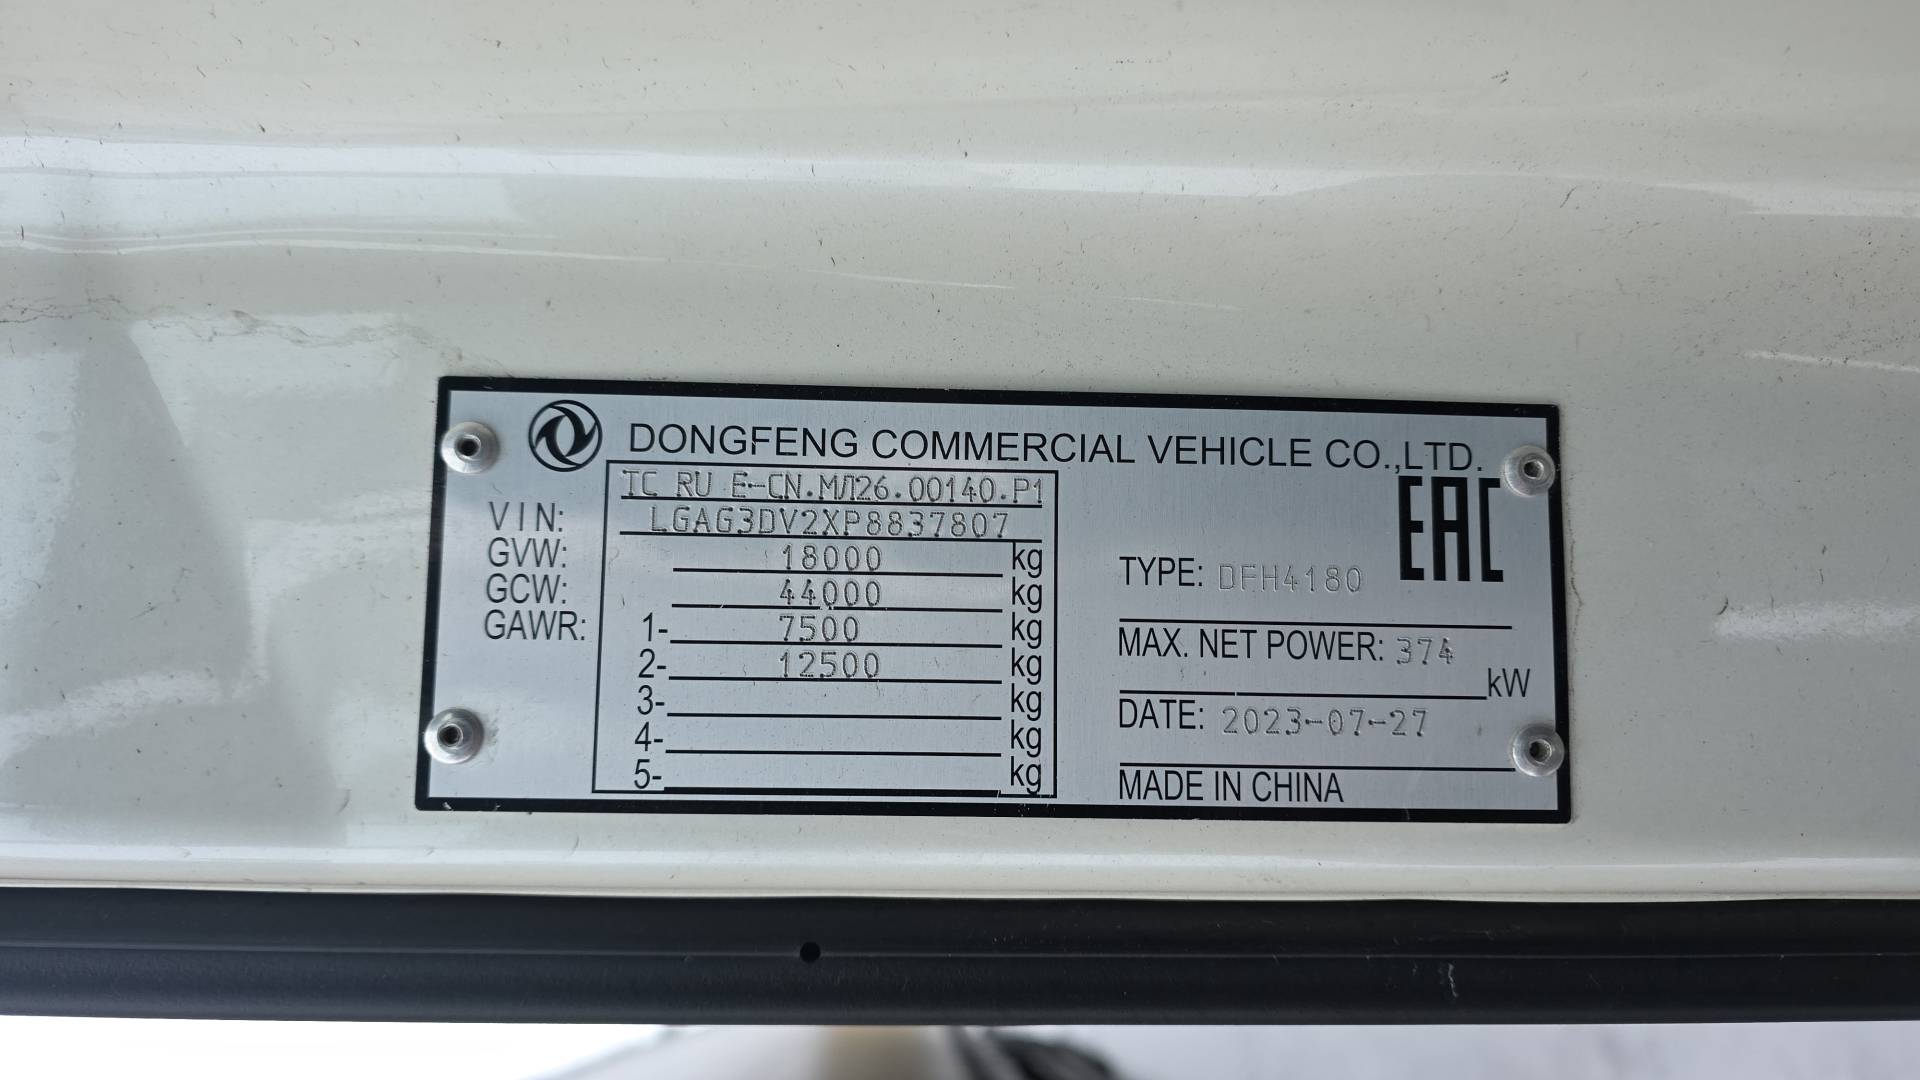 DONGFENG COMMERCIAL VEHICLE CO.,LTD.
TC RU E-CN.МЛ26.00140.P1
VIN: LGAG3DV2XP8837807
GVW: 18000 kg
GCW: 44000 kg
GAWR: 1- 7500 kg
2- 12500 kg
3- kg
4- kg
5- kg
EAC
TYPE: DFH4180
MAX. NET POWER: 374 kW
DATE: 2023-07-27
MADE IN CHINA